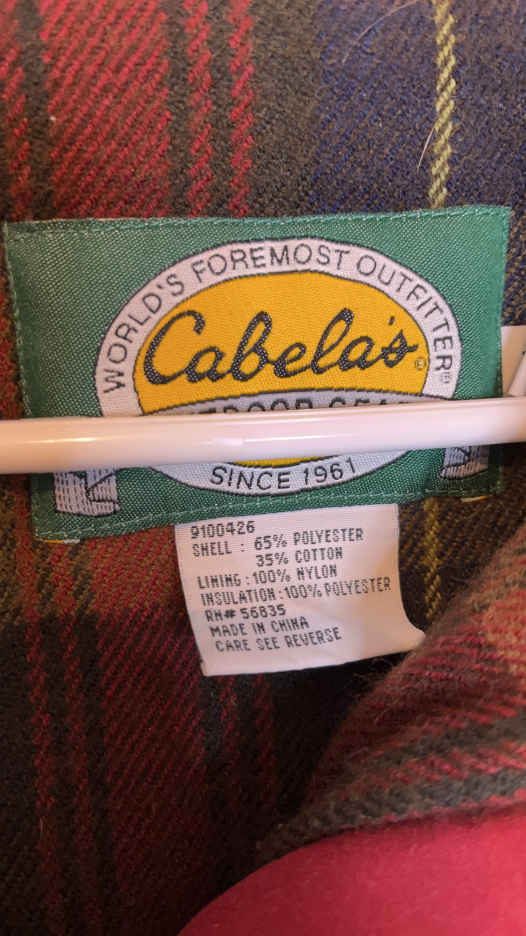 WORLD'S FOREMOST OUTFITTER®
Cabela's®
SINCE 1961
9100426
SHELL : 65% POLYESTER
35% COTTON
LINING : 100% NYLON
INSULATION : 100% POLYESTER
RN# 56835
MADE IN CHINA
CARE SEE REVERSE